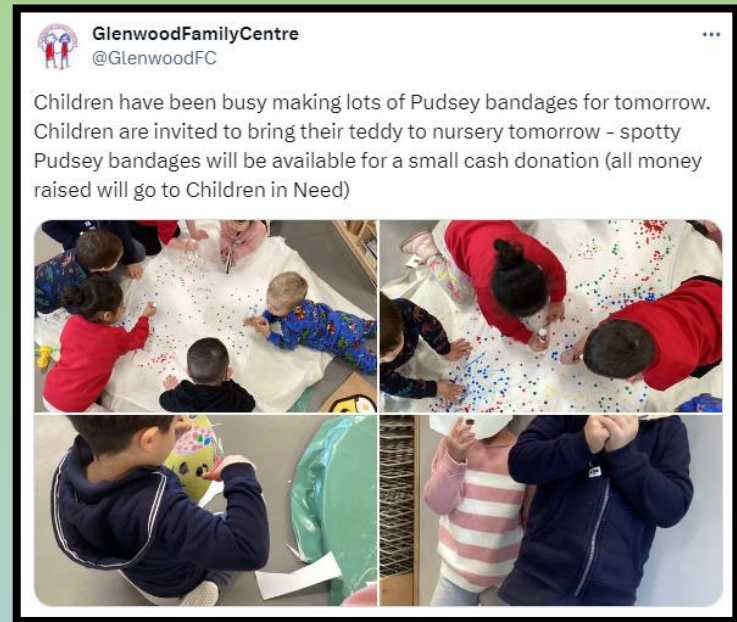 GlenwoodFamilyCentre
@GlenwoodFC
Children have been busy making lots of Pudsey bandages for tomorrow.
Children are invited to bring their teddy to nursery tomorrow - spotty
Pudsey bandages will be available for a small cash donation (all money
raised will go to Children in Need)